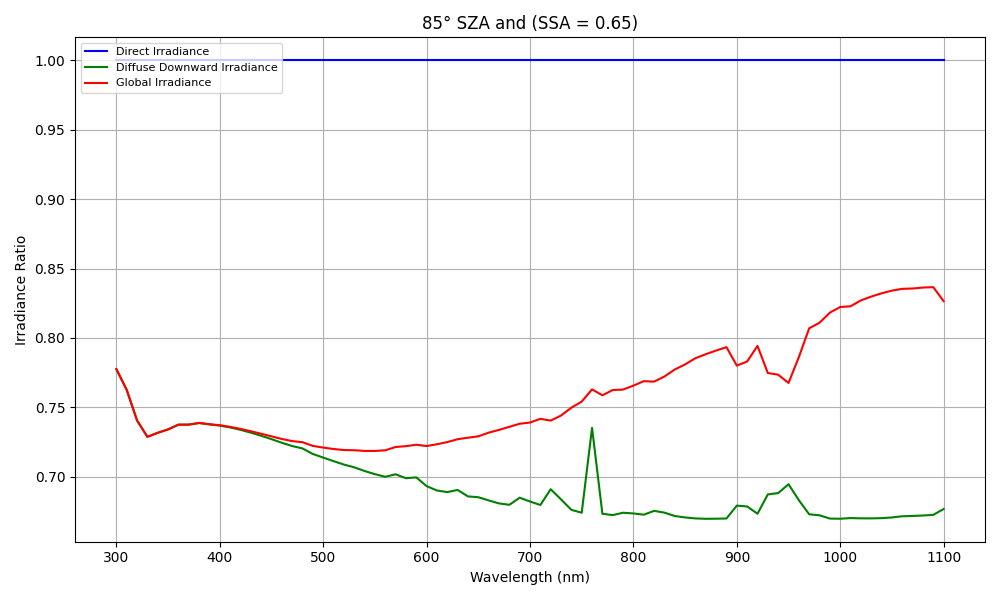 85° SZA and (SSA = 0.65)
Direct Irradiance
Diffuse Downward Irradiance
Global Irradiance
Irradiance Ratio
1.00
0.95
0.90
0.85
0.80
0.75
0.70
300 400 500 600 700 800 900 1000 1100
Wavelength (nm)